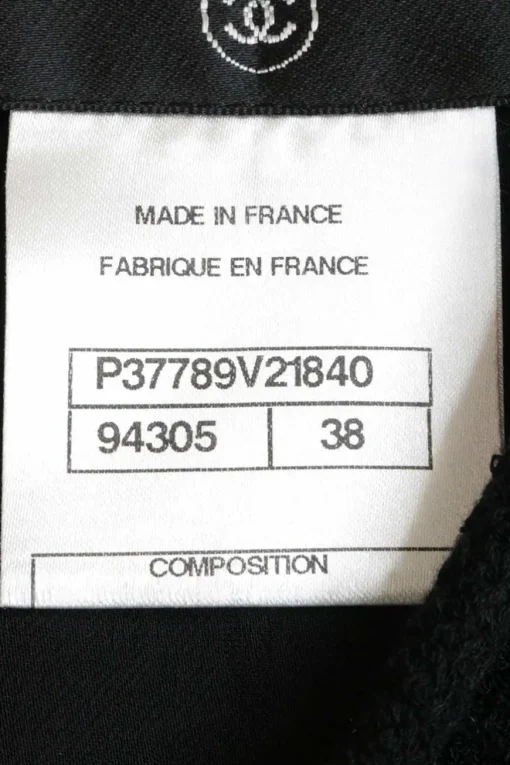 MADE IN FRANCE
FABRIQUE EN FRANCE
P37789V21840
94305 38
COMPOSITION